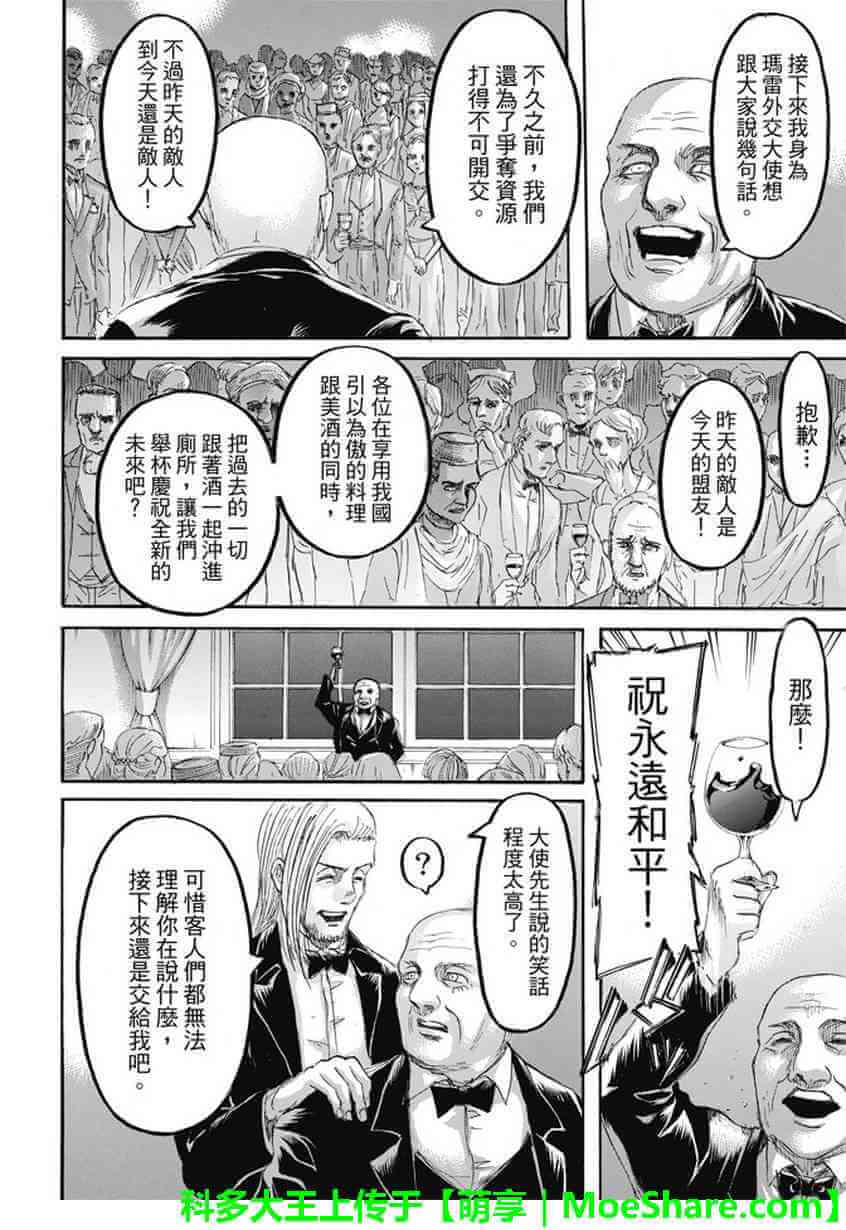 接下來我身為
瑪雷外交大使想
跟大家說幾句話。
不久之前，我們
還為了爭奪資源
打得不可開交。
不過昨天的敵人
到今天還是敵人！
抱歉…
昨天的敵人是
今天的盟友！
各位在享用我國
引以為傲的料理
跟美酒的同時，
把過去的一切
跟著酒一起沖進
廁所，讓我們
舉杯慶祝全新的
未來吧？
那麼！
祝永遠和平！
大使先生說的笑話
程度太高了。
？
可惜客人們都無法
理解你在說什麼，
接下來還是交給我吧。
科多大王上传于【萌享｜MoeShare.com】